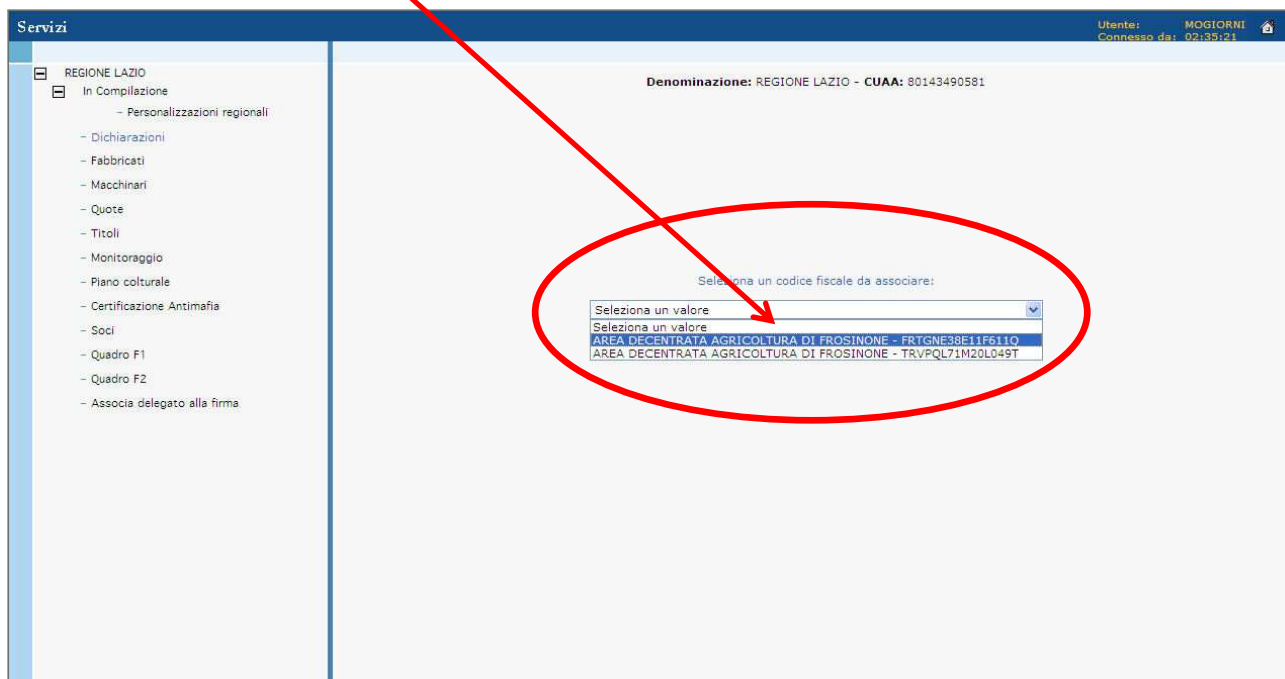 Servizi
Utente: MOGIORNI
Connesso da: 02:35:21
REGIONE LAZIO
In Compilazione
- Personalizzazioni regionali
- Dichiarazioni
- Fabbricati
- Macchinari
- Quote
- Titoli
- Monitoraggio
- Piano colturale
- Certificazione Antimafia
- Soci
- Quadro F1
- Quadro F2
- Associa delegato alla firma
Denominazione: REGIONE LAZIO - CUAA: 80143490581
Seleziona un codice fiscale da associare:
Seleziona un valore
Seleziona un valore
AREA DECENTRATA AGRICOLTURA DI FROSINONE - FRTGNE38E11F611Q
AREA DECENTRATA AGRICOLTURA DI FROSINONE - TRVPQL71M20L049T